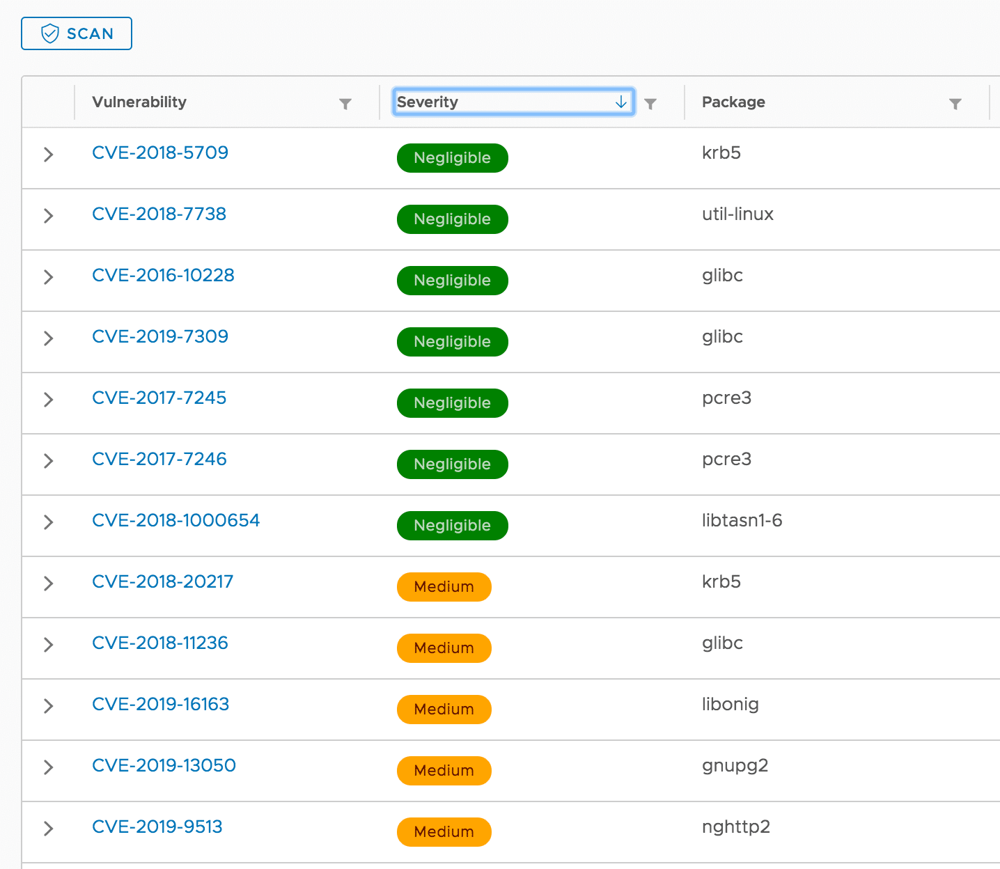 SCAN
Vulnerability Severity Package
CVE-2018-5709 Negligible krb5
CVE-2018-7738 Negligible util-linux
CVE-2016-10228 Negligible glibc
CVE-2019-7309 Negligible glibc
CVE-2017-7245 Negligible pcre3
CVE-2017-7246 Negligible pcre3
CVE-2018-1000654 Negligible libtasn1-6
CVE-2018-20217 Medium krb5
CVE-2018-11236 Medium glibc
CVE-2019-16163 Medium libonig
CVE-2019-13050 Medium gnupg2
CVE-2019-9513 Medium nghttp2